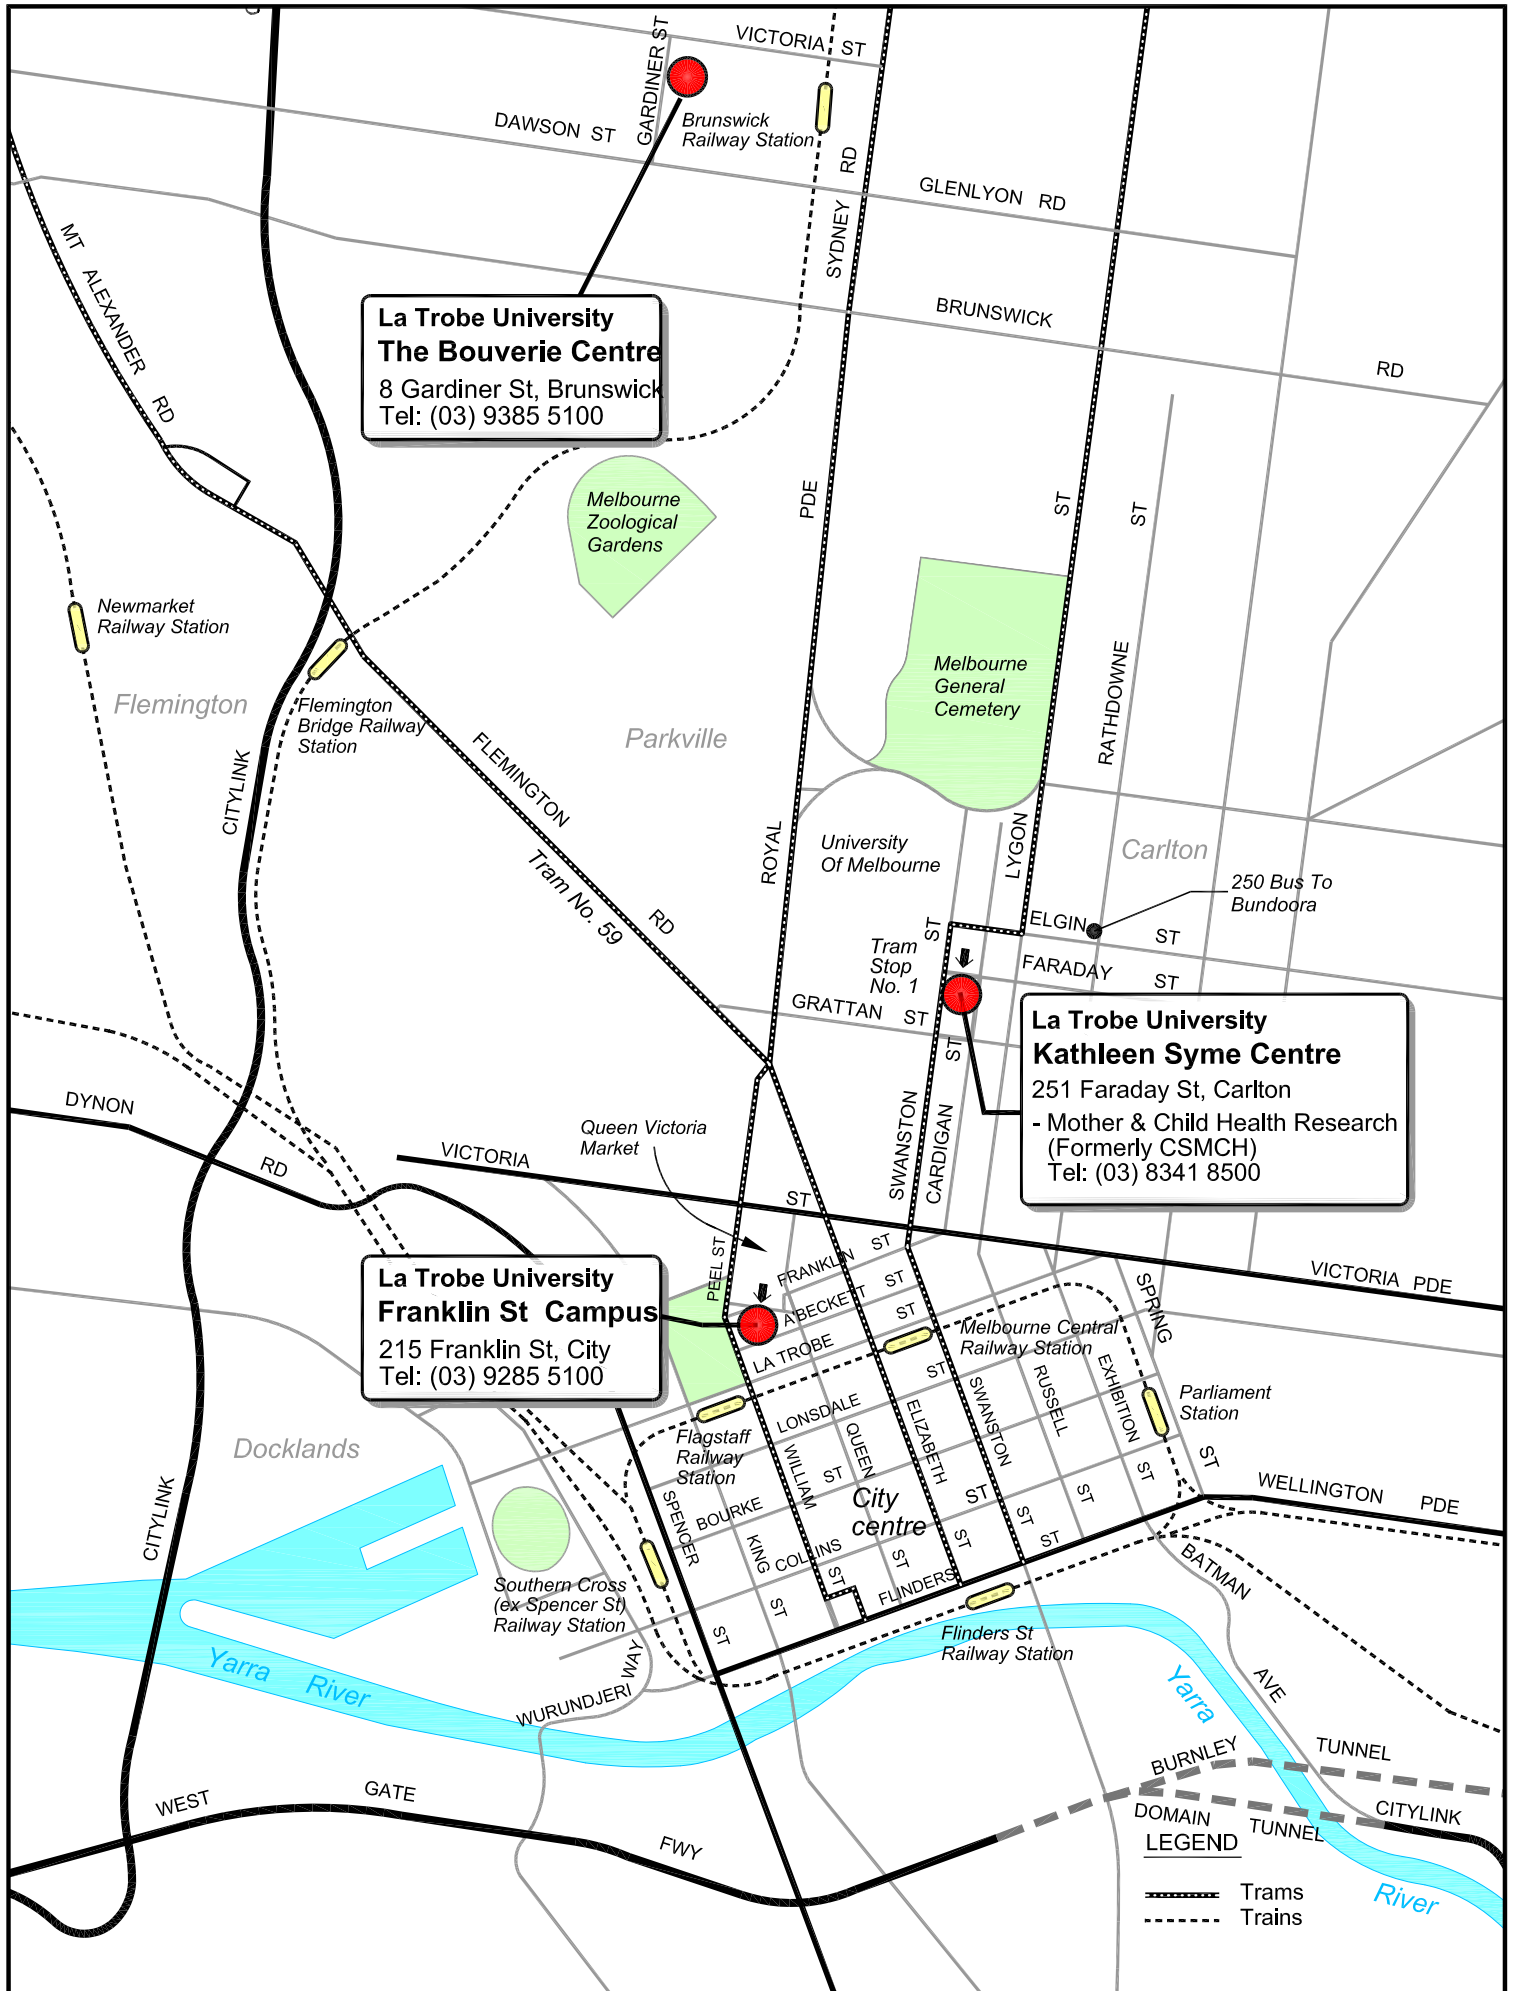 VICTORIA ST
GARDINER ST
DAWSON ST
Brunswick
Railway Station
SYDNEY RD
GLENLYON RD
MT ALEXANDER RD
BRUNSWICK RD
La Trobe University
The Bouverie Centre
8 Gardiner St, Brunswick
Tel: (03) 9385 5100
Melbourne
Zoological
Gardens
PDE
ST
ST
Newmarket
Railway Station
Flemington
Flemington
Bridge Railway
Station
Parkville
Melbourne
General
Cemetery
RATHDOWNE
CITYLINK
FLEMINGTON RD
Tram No. 59
ROYAL
University
Of Melbourne
LYGON
Carlton
250 Bus To
Bundoora
ELGIN ST
ST
Tram
Stop
No. 1
FARADAY ST
GRATTAN ST
La Trobe University
Kathleen Syme Centre
251 Faraday St, Carlton
- Mother & Child Health Research
(Formerly CSMCH)
Tel: (03) 8341 8500
ST
SWANSTON
CARDIGAN
DYNON RD
Queen Victoria
Market
VICTORIA ST
PEEL ST
FRANKLIN ST
VICTORIA PDE
La Trobe University
Franklin St Campus
215 Franklin St, City
Tel: (03) 9285 5100
A'BECKETT ST
LA TROBE ST
Melbourne Central
Railway Station
SPRING ST
RUSSELL ST
EXHIBITION ST
Parliament
Station
Docklands
LONSDALE ST
Flagstaff
Railway
Station
WILLIAM ST
QUEEN ST
ELIZABETH ST
SWANSTON ST
City
centre
CITYLINK
SPENCER ST
BOURKE ST
KING ST
COLLINS ST
FLINDERS ST
WELLINGTON PDE
BATMAN AVE
Southern Cross
(ex Spencer St)
Railway Station
Flinders St
Railway Station
Yarra River
WURUNDJERI WAY
Yarra
River
WEST GATE FWY
BURNLEY TUNNEL
DOMAIN TUNNEL
CITYLINK
LEGEND
Trams
Trains